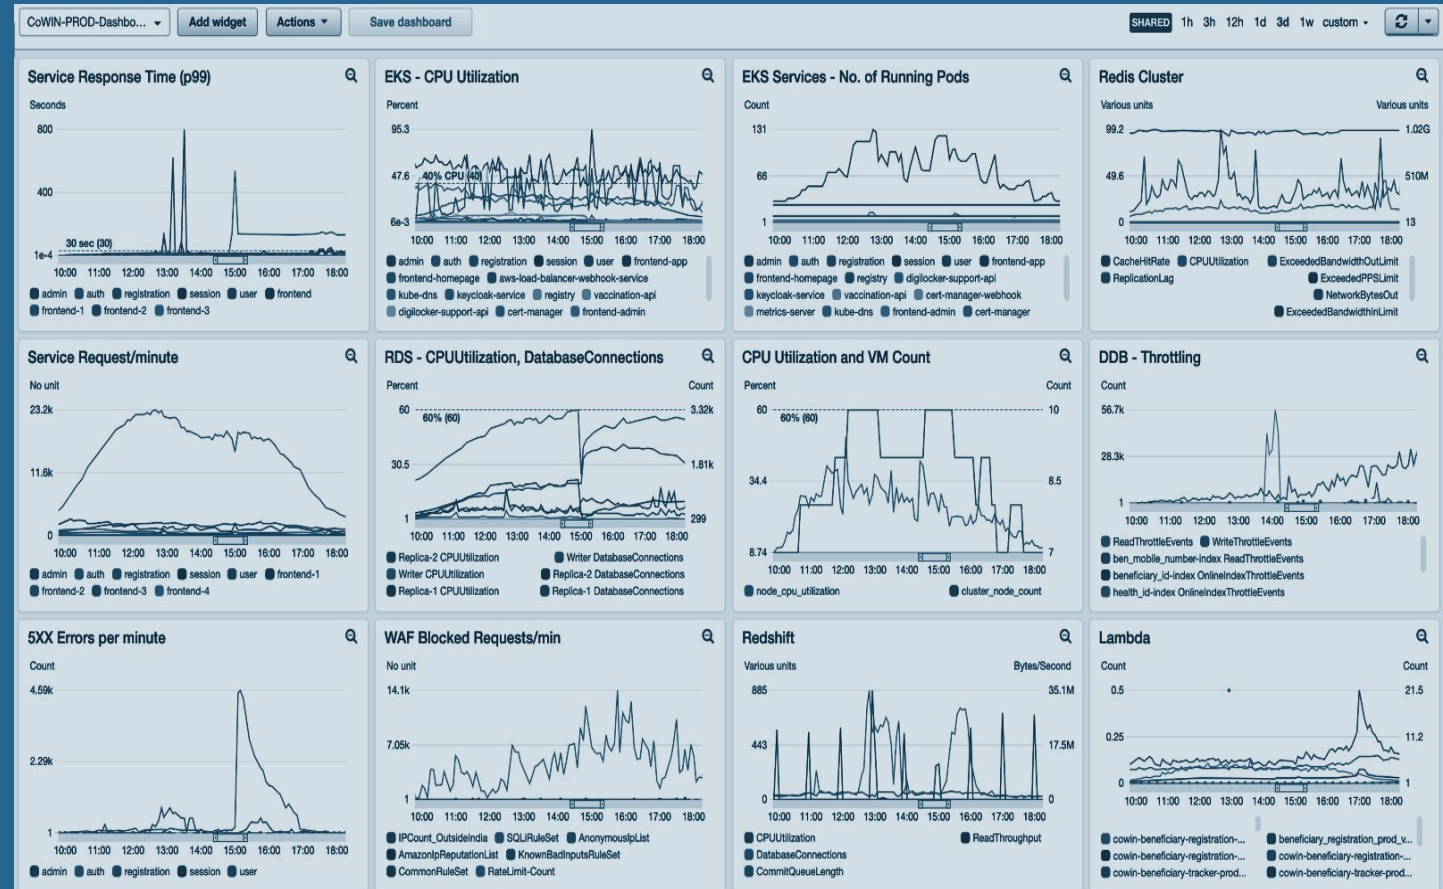 CoWIN-PROD-Dashbo... Add widget Actions Save dashboard SHARED 1h 3h 12h 1d 3d 1w custom
Service Response Time (p99)
Seconds
800
400
30 sec (30)
1e-4
10:00 11:00 12:00 13:00 14:00 15:00 16:00 17:00 18:00
admin auth registration session user frontend
frontend-1 frontend-2 frontend-3
EKS - CPU Utilization
Percent
95.3
47.6 40% CPU (40)
6e-3
10:00 11:00 12:00 13:00 14:00 15:00 16:00 17:00 18:00
admin auth registration session user frontend-app
frontend-homepage aws-load-balancer-webhook-service
kube-dns keycloak-service registry vaccination-api
digilocker-support-api cert-manager frontend-admin
EKS Services - No. of Running Pods
Count
131
66
1
10:00 11:00 12:00 13:00 14:00 15:00 16:00 17:00 18:00
admin auth registration session user frontend-app
frontend-homepage registry digilocker-support-api
keycloak-service vaccination-api cert-manager-webhook
metrics-server kube-dns frontend-admin cert-manager
Redis Cluster
Various units Various units
99.2 1.02G
49.6 510M
0 13
10:00 11:00 12:00 13:00 14:00 15:00 16:00 17:00 18:00
CacheHitRate CPUUtilization ExceededBandwidthOutLimit
ReplicationLag ExceededPPSLimit
NetworkBytesOut
ExceededBandwidthInLimit
Service Request/minute
No unit
23.2k
11.6k
0
10:00 11:00 12:00 13:00 14:00 15:00 16:00 17:00 18:00
admin auth registration session user frontend-1
frontend-2 frontend-3 frontend-4
RDS - CPUUtilization, DatabaseConnections
Percent Count
60 60% (60) 3.32k
30.5 1.81k
1 299
10:00 11:00 12:00 13:00 14:00 15:00 16:00 17:00 18:00
Replica-2 CPUUtilization Writer DatabaseConnections
Writer CPUUtilization Replica-2 DatabaseConnections
Replica-1 CPUUtilization Replica-1 DatabaseConnections
CPU Utilization and VM Count
Percent Count
60 60% (60) 10
34.4 8.5
8.74 7
10:00 11:00 12:00 13:00 14:00 15:00 16:00 17:00 18:00
node_cpu_utilization cluster_node_count
DDB - Throttling
Count
56.7k
28.3k
1
10:00 11:00 12:00 13:00 14:00 15:00 16:00 17:00 18:00
ReadThrottleEvents WriteThrottleEvents
ben_mobile_number-index ReadThrottleEvents
beneficiary_id-index OnlineIndexThrottleEvents
health_id-index OnlineIndexThrottleEvents
5XX Errors per minute
Count
4.59k
2.29k
1
10:00 11:00 12:00 13:00 14:00 15:00 16:00 17:00 18:00
admin auth registration session user
WAF Blocked Requests/min
No unit
14.1k
7.05k
1
10:00 11:00 12:00 13:00 14:00 15:00 16:00 17:00 18:00
IPCount_OutsideIndia SQLiRuleSet AnonymousIpList
AmazonIpReputationList KnownBadInputsRuleSet
CommonRuleSet RateLimit-Count
Redshift
Various units Bytes/Second
885 35.1M
443 17.5M
0 0
10:00 11:00 12:00 13:00 14:00 15:00 16:00 17:00 18:00
CPUUtilization ReadThroughput
DatabaseConnections
CommitQueueLength
Lambda
Count Count
0.5 21.5
0.25 11.2
0 1
10:00 11:00 12:00 13:00 14:00 15:00 16:00 17:00 18:00
cowin-beneficiary-registration-... beneficiary_registration_prod_v...
cowin-beneficiary-registration-... cowin-beneficiary-registration-...
cowin-beneficiary-tracker-prod... cowin-beneficiary-tracker-prod...